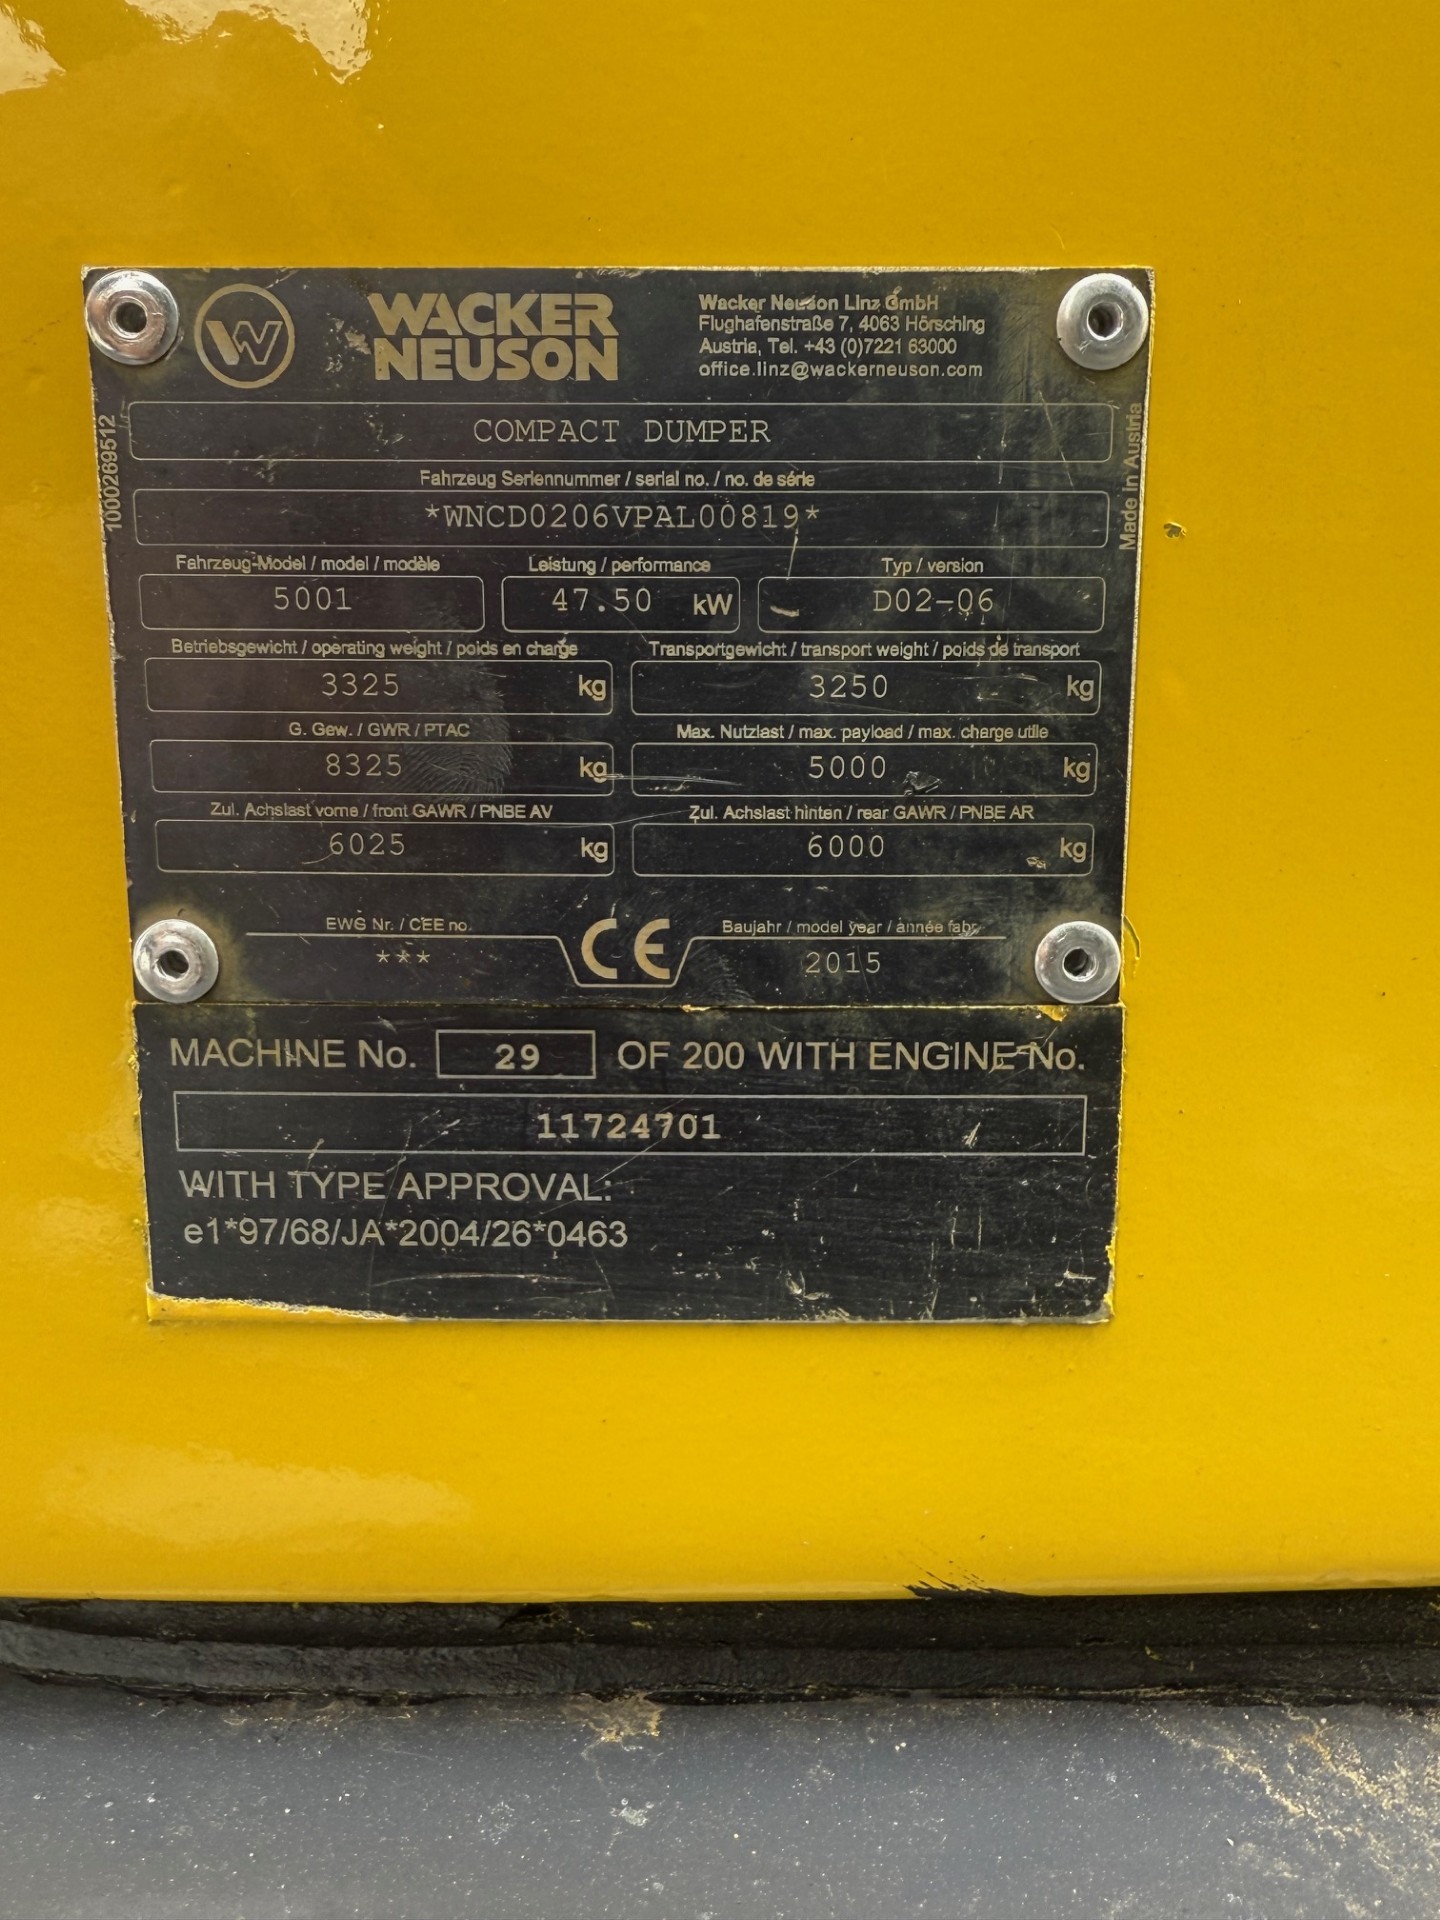 W
WACKER
NEUSON
Wacker Neuson Linz GmbH
Flughafenstraße 7, 4063 Hörsching
Austria, Tel. +43 (0)7221 63000
office.linz@wackerneuson.com
1000269512
Made in Austria
COMPACT DUMPER
Fahrzeug Seriennummer / serial no. / no. de série
*WNCD0206VPAL00819*
Fahrzeug-Model / model / modèle Leistung / performance Typ / version
5001 47.50 kW D02-06
Betriebsgewicht / operating weight / poids en charge Transportgewicht / transport weight / poids de transport
3325 kg 3250 kg
G. Gew. / GWR / PTAC Max. Nutzlast / max. payload / max. charge utile
8325 kg 5000 kg
Zul. Achslast vorne / front GAWR / PNBE AV Zul. Achslast hinten / rear GAWR / PNBE AR
6025 kg 6000 kg
EWS Nr. / CEE no. CE Baujahr / model year / année fabr.
*** 2015
MACHINE No. 29 OF 200 WITH ENGINE No.
11724701
WITH TYPE APPROVAL:
e1*97/68/JA*2004/26*0463